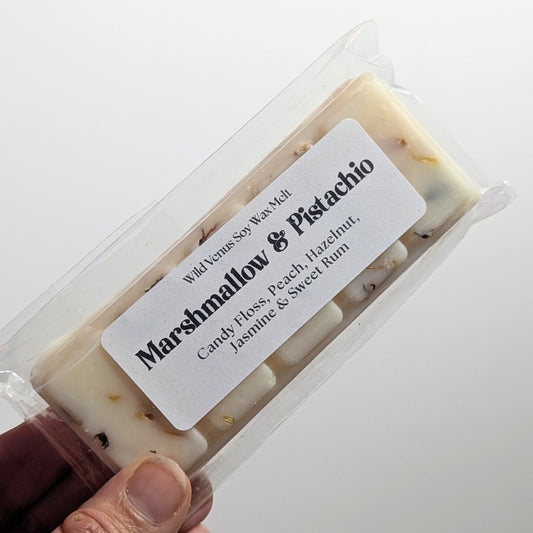 Wild Venus Soy Wax Melt
Marshmallow & Pistachio
Candy Floss, Peach, Hazelnut,
Jasmine & Sweet Rum